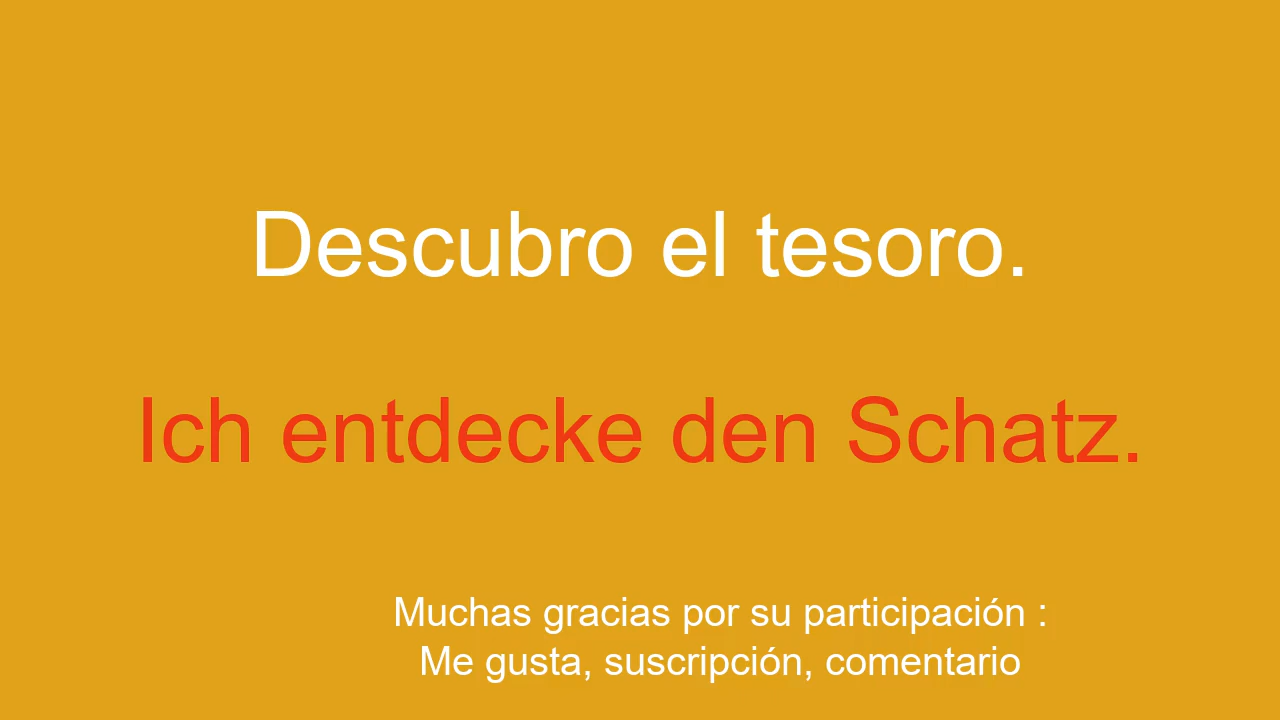 Descubro el tesoro.
Ich entdecke den Schatz.
Muchas gracias por su participación :
Me gusta, suscripción, comentario